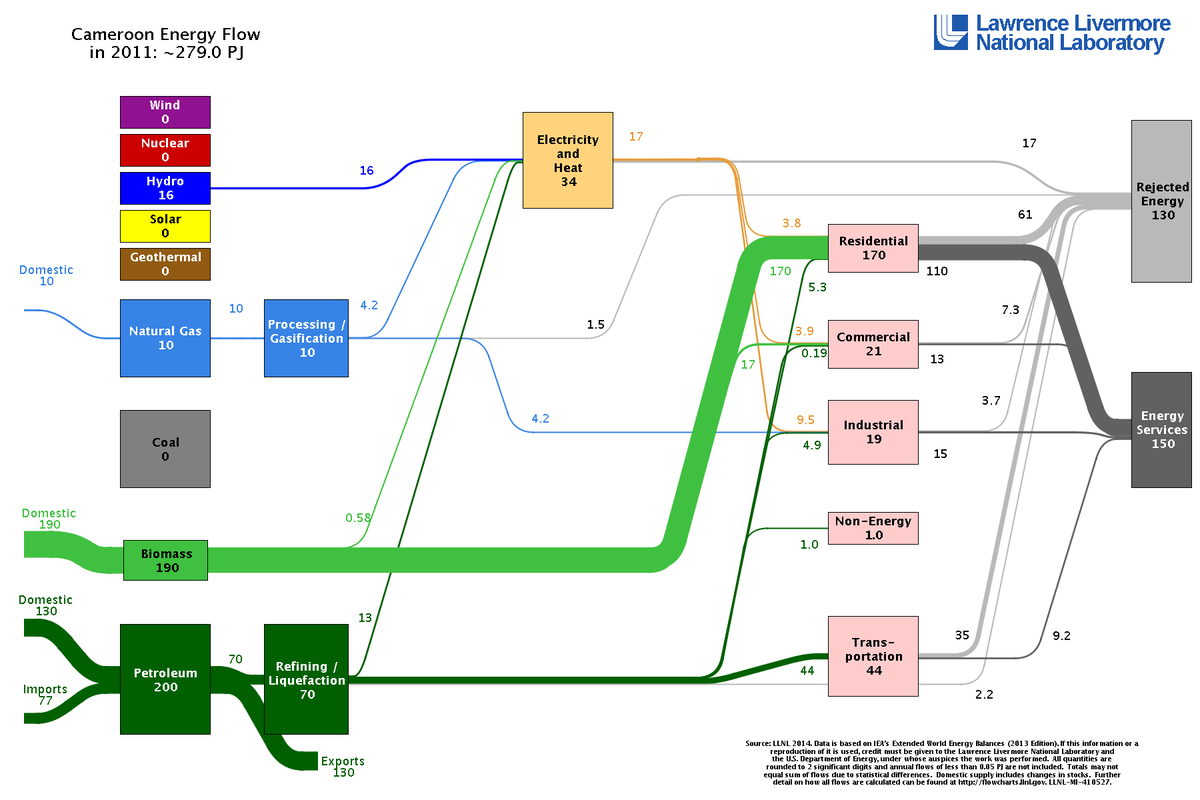 Cameroon Energy Flow
in 2011: ~279.0 PJ
Lawrence Livermore
National Laboratory
Wind
0
Nuclear
0
Hydro
16
Solar
0
Geothermal
0
Domestic
10
Natural Gas
10
10
Processing /
Gasification
10
4.2
16
Electricity
and
Heat
34
17
17
Rejected
Energy
130
61
3.8
Residential
170
170
110
5.3
1.5
7.3
3.9
Commercial
21
0.19
13
17
3.7
4.2
9.5
Industrial
19
4.9
15
Energy
Services
150
Coal
0
Domestic
190
Biomass
190
0.58
Non-Energy
1.0
1.0
Domestic
130
Imports
77
Petroleum
200
70
Refining /
Liquefaction
70
13
Exports
130
44
Trans-
portation
44
35
9.2
2.2
Source: LLNL 2014. Data is based on IEA's Extended World Energy Balances (2013 Edition). If this information or a
reproduction of it is used, credit must be given to the Lawrence Livermore National Laboratory and
the U.S. Department of Energy, under whose auspices the work was performed. All quantities are
rounded to 2 significant digits and annual flows of less than 0.05 PJ are not included. Totals may not
equal sum of flows due to statistical differences. Domestic supply includes changes in stocks. Further
detail on how all flows are calculated can be found at http://flowcharts.llnl.gov. LLNL-MI-410527.